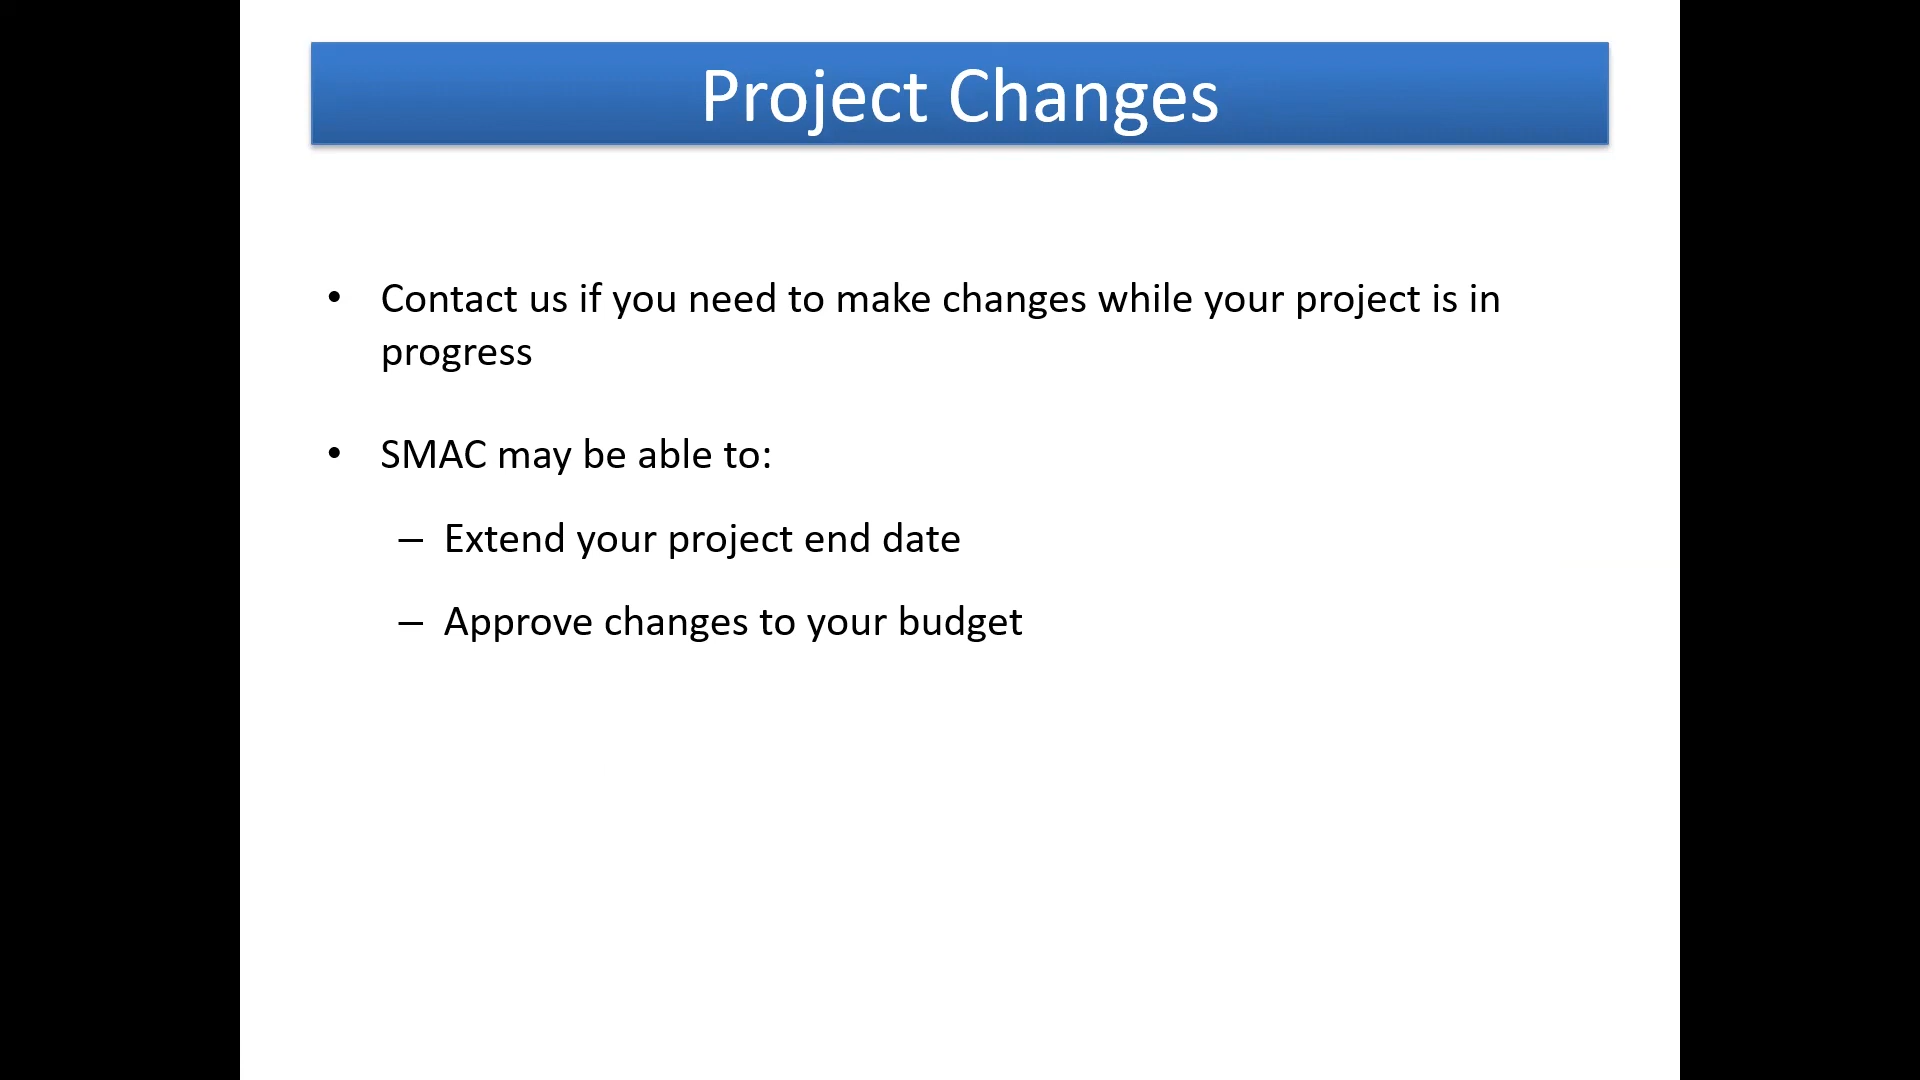 Project Changes
• Contact us if you need to make changes while your project is in
progress
• SMAC may be able to:
– Extend your project end date
– Approve changes to your budget